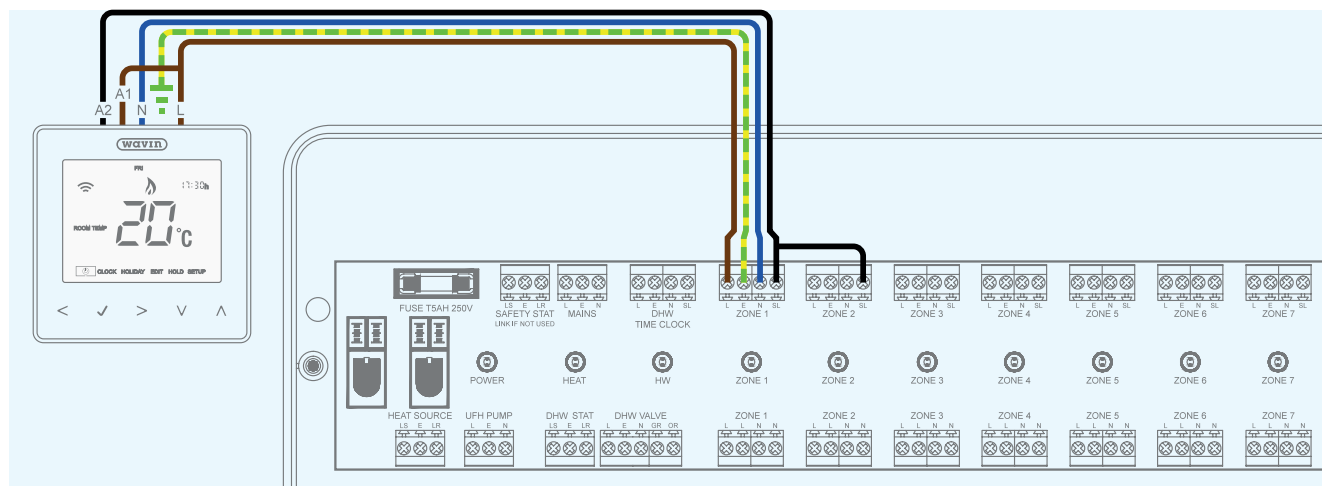 A2
A1
N
L
wavin
FRI
17:30h
ROOM TEMP
20°C
CLOCK HOLIDAY EDIT HOLD SETUP
FUSE T5AH 250V
LS E LR
SAFETY STAT
LINK IF NOT USED
L E N
MAINS
L E N SL
DHW
TIME CLOCK
L E N SL
ZONE 1
L E N SL
ZONE 2
L E N SL
ZONE 3
L E N SL
ZONE 4
L E N SL
ZONE 5
L E N SL
ZONE 6
L E N SL
ZONE 7
POWER
HEAT
HW
ZONE 1
ZONE 2
ZONE 3
ZONE 4
ZONE 5
ZONE 6
ZONE 7
HEAT SOURCE
LS E LR
UFH PUMP
L E N
DHW STAT
LS E LR
DHW VALVE
L E N GR OR
ZONE 1
L L N N
ZONE 2
L L N N
ZONE 3
L L N N
ZONE 4
L L N N
ZONE 5
L L N N
ZONE 6
L L N N
ZONE 7
L L N N